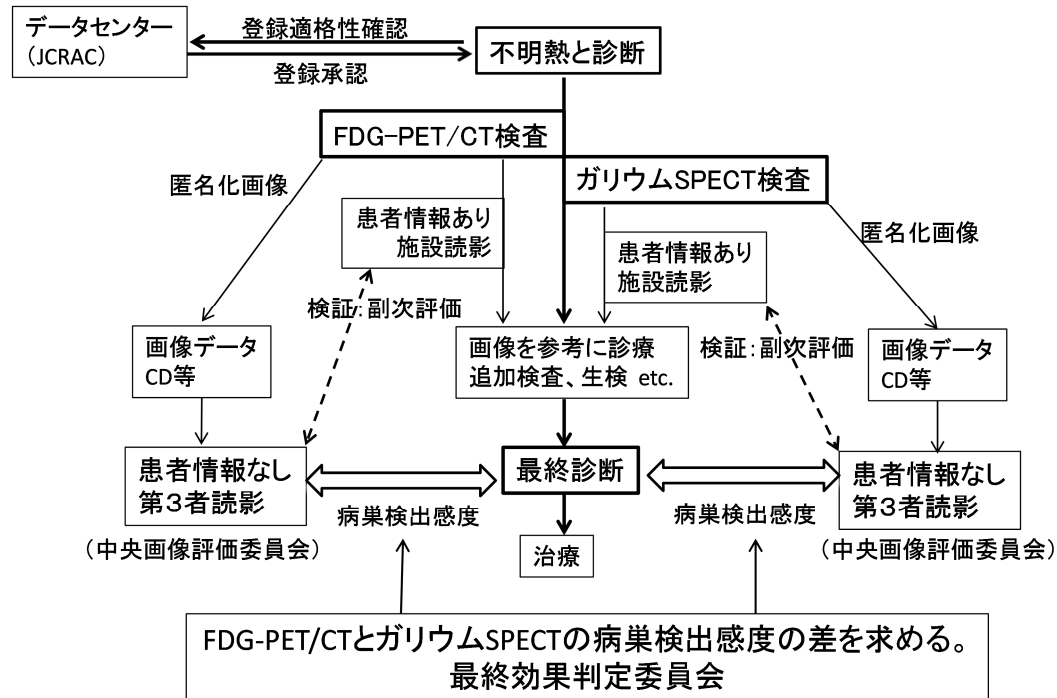 データセンター
（JCRAC）
登録適格性確認
登録承認
不明熱と診断
FDG-PET/CT検査
ガリウムSPECT検査
匿名化画像
患者情報あり
施設読影
患者情報あり
施設読影
匿名化画像
検証：副次評価
検証：副次評価
画像データ
CD等
画像を参考に診療
追加検査、生検 etc.
画像データ
CD等
患者情報なし
第３者読影
（中央画像評価委員会）
病巣検出感度
最終診断
病巣検出感度
患者情報なし
第３者読影
（中央画像評価委員会）
治療
FDG-PET/CTとガリウムSPECTの病巣検出感度の差を求める。
最終効果判定委員会